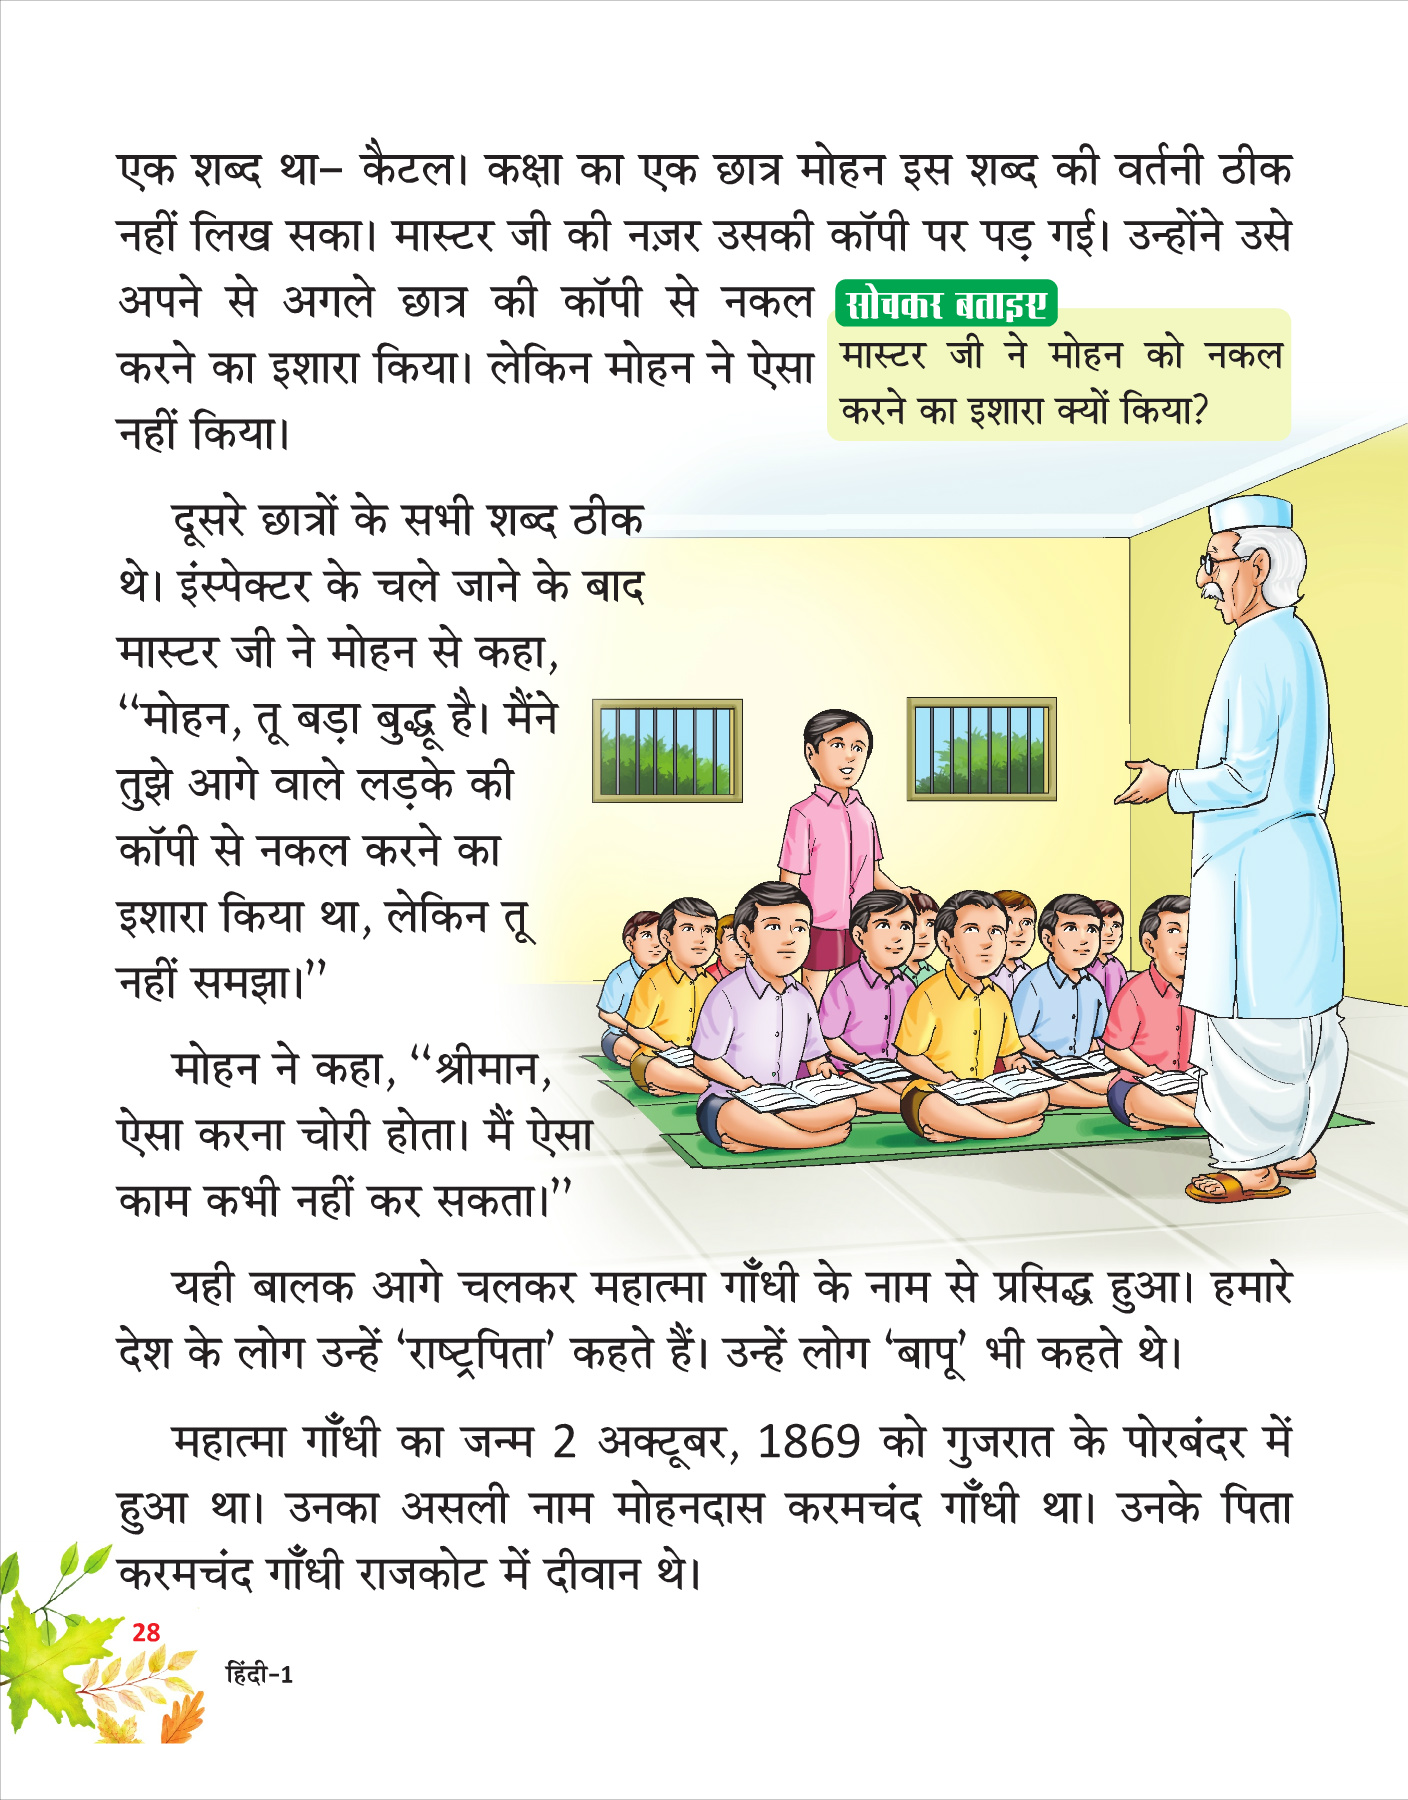 एक शब्द था– कैटल। कक्षा का एक छात्र मोहन इस शब्द की वर्तनी ठीक
नहीं लिख सका। मास्टर जी की नज़र उसकी कॉपी पर पड़ गई। उन्होंने उसे
अपने से अगले छात्र की कॉपी से नकल
करने का इशारा किया। लेकिन मोहन ने ऐसा
नहीं किया।
सोचकर बताइए
मास्टर जी ने मोहन को नकल
करने का इशारा क्यों किया?
दूसरे छात्रों के सभी शब्द ठीक
थे। इंस्पेक्टर के चले जाने के बाद
मास्टर जी ने मोहन से कहा,
“मोहन, तू बड़ा बुद्धू है। मैंने
तुझे आगे वाले लड़के की
कॉपी से नकल करने का
इशारा किया था, लेकिन तू
नहीं समझा।”
मोहन ने कहा, “श्रीमान,
ऐसा करना चोरी होता। मैं ऐसा
काम कभी नहीं कर सकता।”
यही बालक आगे चलकर महात्मा गाँधी के नाम से प्रसिद्ध हुआ। हमारे
देश के लोग उन्हें ‘राष्ट्रपिता’ कहते हैं। उन्हें लोग ‘बापू’ भी कहते थे।
महात्मा गाँधी का जन्म 2 अक्टूबर, 1869 को गुजरात के पोरबंदर में
हुआ था। उनका असली नाम मोहनदास करमचंद गाँधी था। उनके पिता
करमचंद गाँधी राजकोट में दीवान थे।
28
हिंदी–1